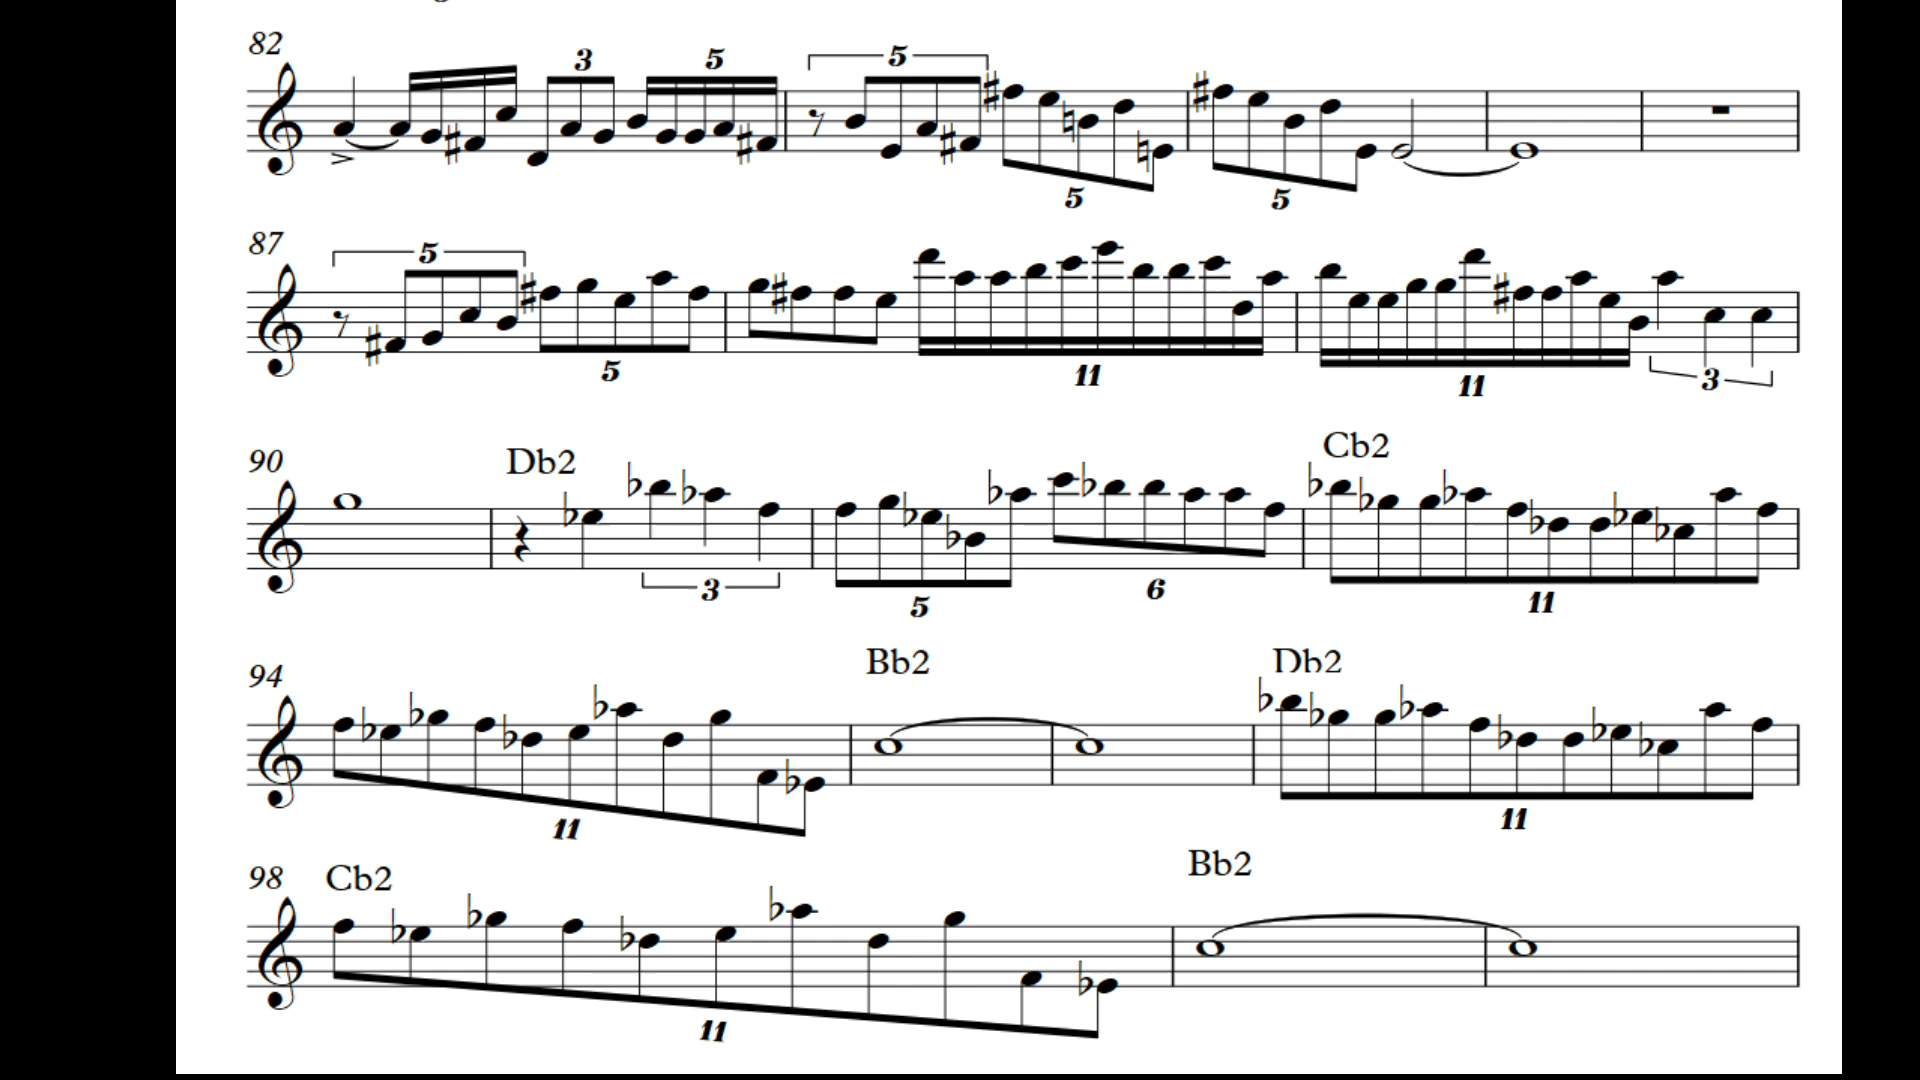 82 3 5 5 5 5
87 5 5 11 11 3
90 Db2 3 5 6 Cb2 11
94 11 Bb2 Db2 11
98 Cb2 11 Bb2